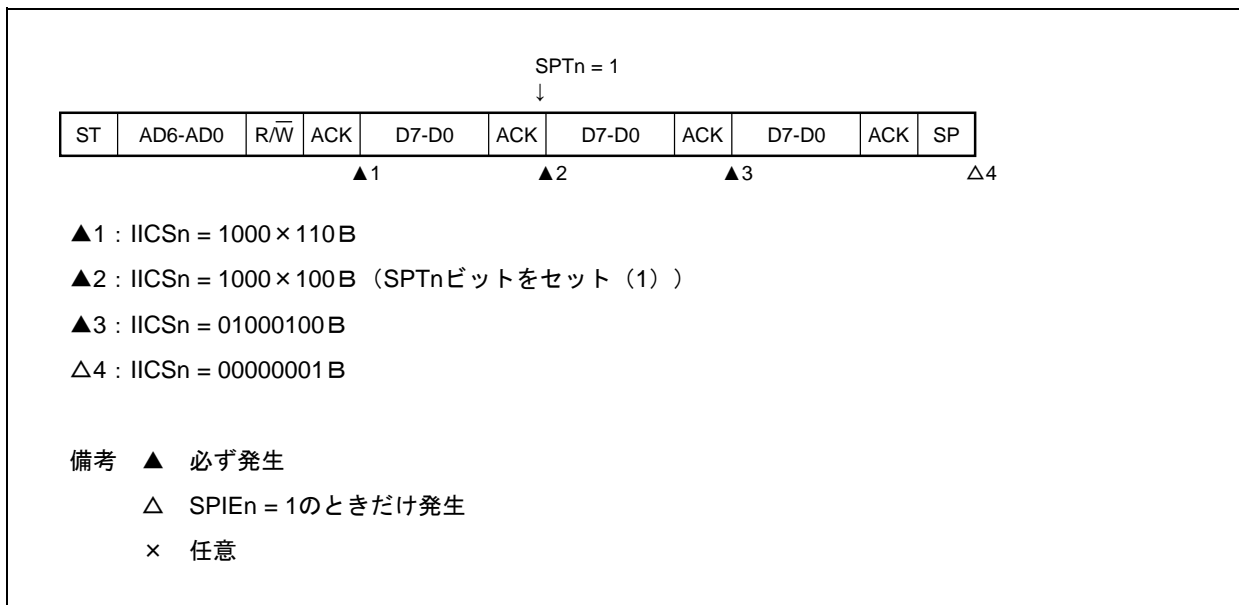 SPTn = 1
↓
ST AD6-AD0 R/W̅ ACK D7-D0 ACK D7-D0 ACK D7-D0 ACK SP
▲1 ▲2 ▲3 △4
▲1：IICSn = 1000×110B
▲2：IICSn = 1000×100B（SPTnビットをセット（1））
▲3：IICSn = 01000100B
△4：IICSn = 00000001B
備考 ▲ 必ず発生
△ SPIEn = 1のときだけ発生
× 任意